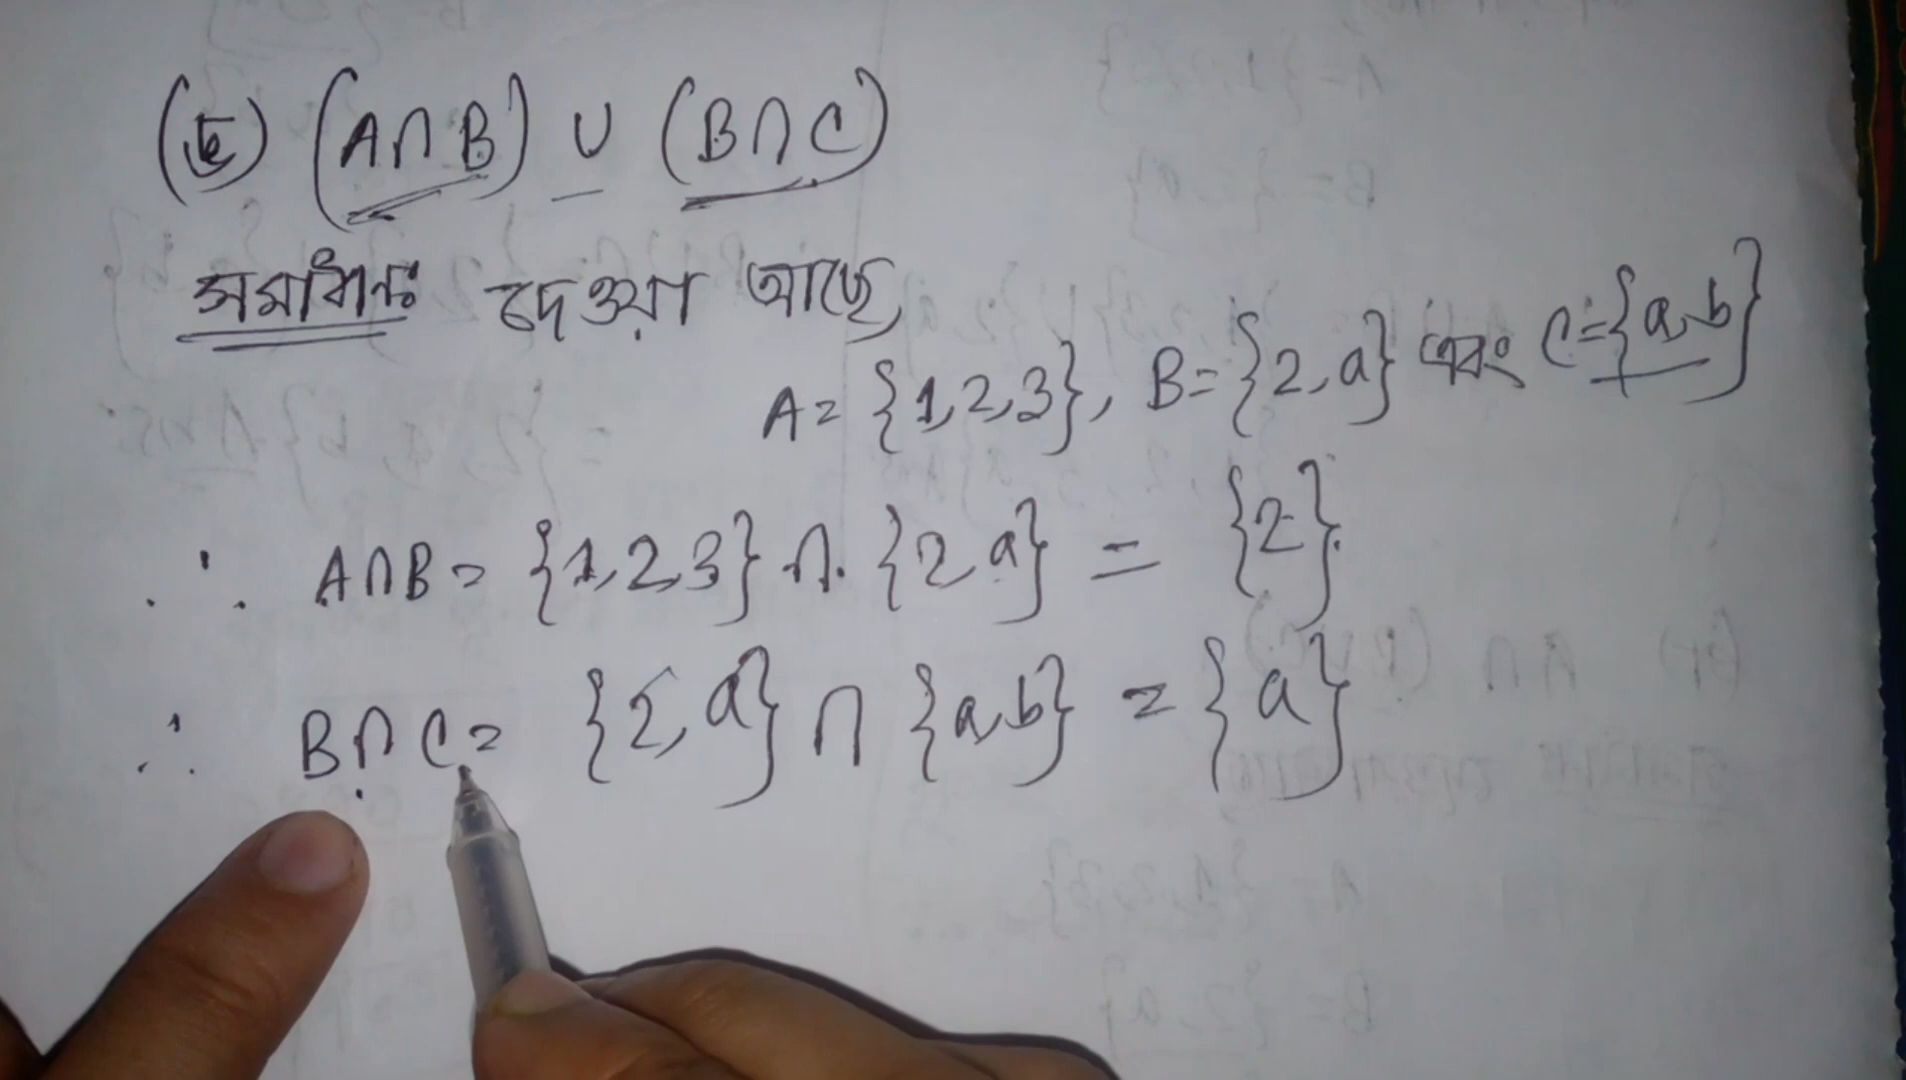 (চ) (A∩B) ∪ (B∩C)
সমাধানঃ দেওয়া আছে,
A = {1,2,3}, B = {2,a} এবং C = {a,b}
∴ A∩B = {1,2,3} ∩ {2,a} = {2}
∴ B∩C = {2,a} ∩ {a,b} = {a}